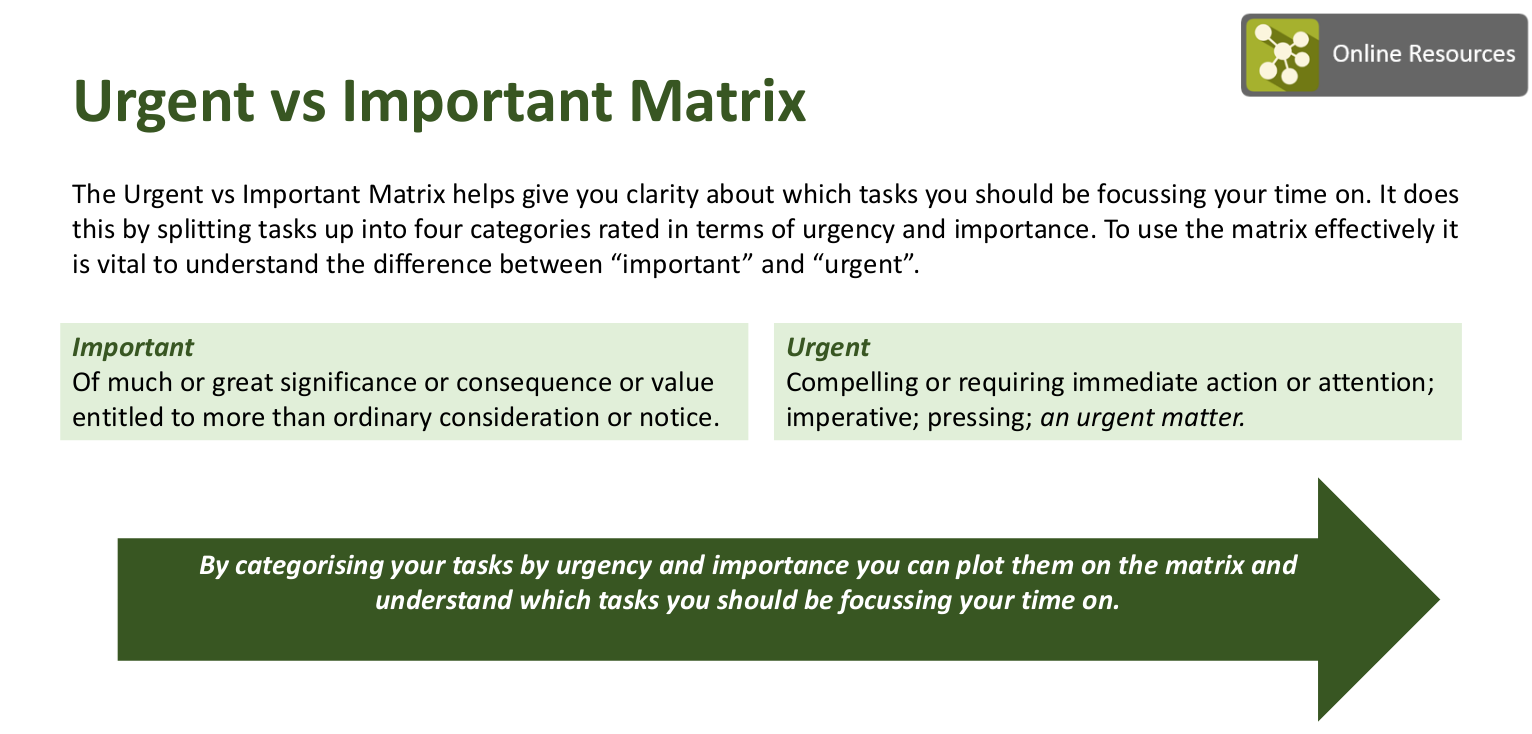 Online Resources
Urgent vs Important Matrix
The Urgent vs Important Matrix helps give you clarity about which tasks you should be focussing your time on. It does
this by splitting tasks up into four categories rated in terms of urgency and importance. To use the matrix effectively it
is vital to understand the difference between “important” and “urgent”.
Important
Of much or great significance or consequence or value
entitled to more than ordinary consideration or notice.
Urgent
Compelling or requiring immediate action or attention;
imperative; pressing; an urgent matter.
By categorising your tasks by urgency and importance you can plot them on the matrix and
understand which tasks you should be focussing your time on.